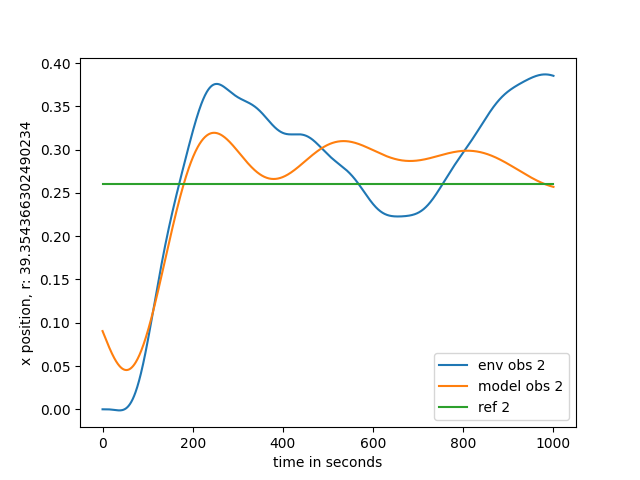 0.40
0.35
0.30
0.25
0.20
0.15
0.10
0.05
0.00
x position, r: 39.354366302490234
env obs 2
model obs 2
ref 2
0 200 400 600 800 1000
time in seconds